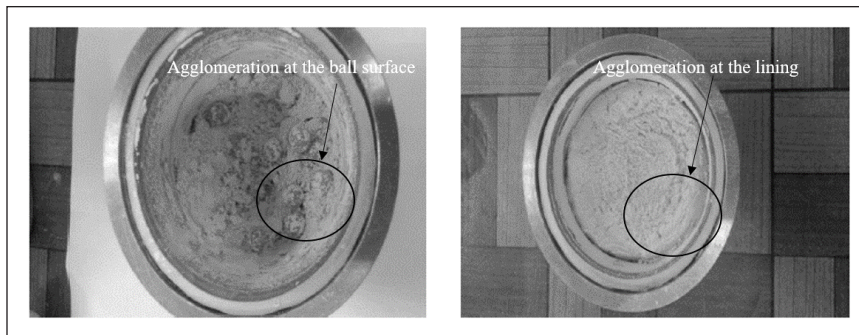 Agglomeration at the ball surface
Agglomeration at the lining